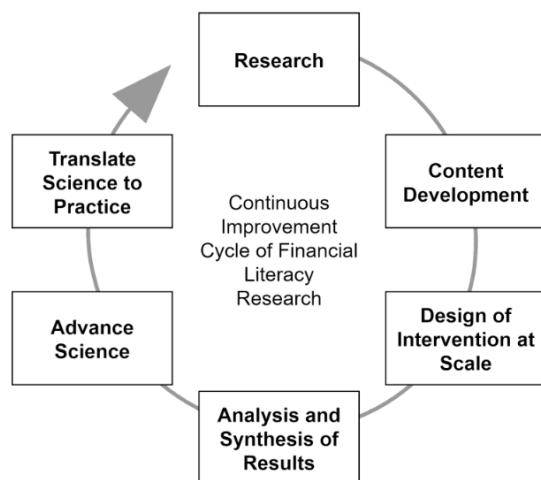 Research
Content
Development
Design of
Intervention at
Scale
Analysis and
Synthesis of
Results
Advance
Science
Translate
Science to
Practice
Continuous
Improvement
Cycle of Financial
Literacy
Research